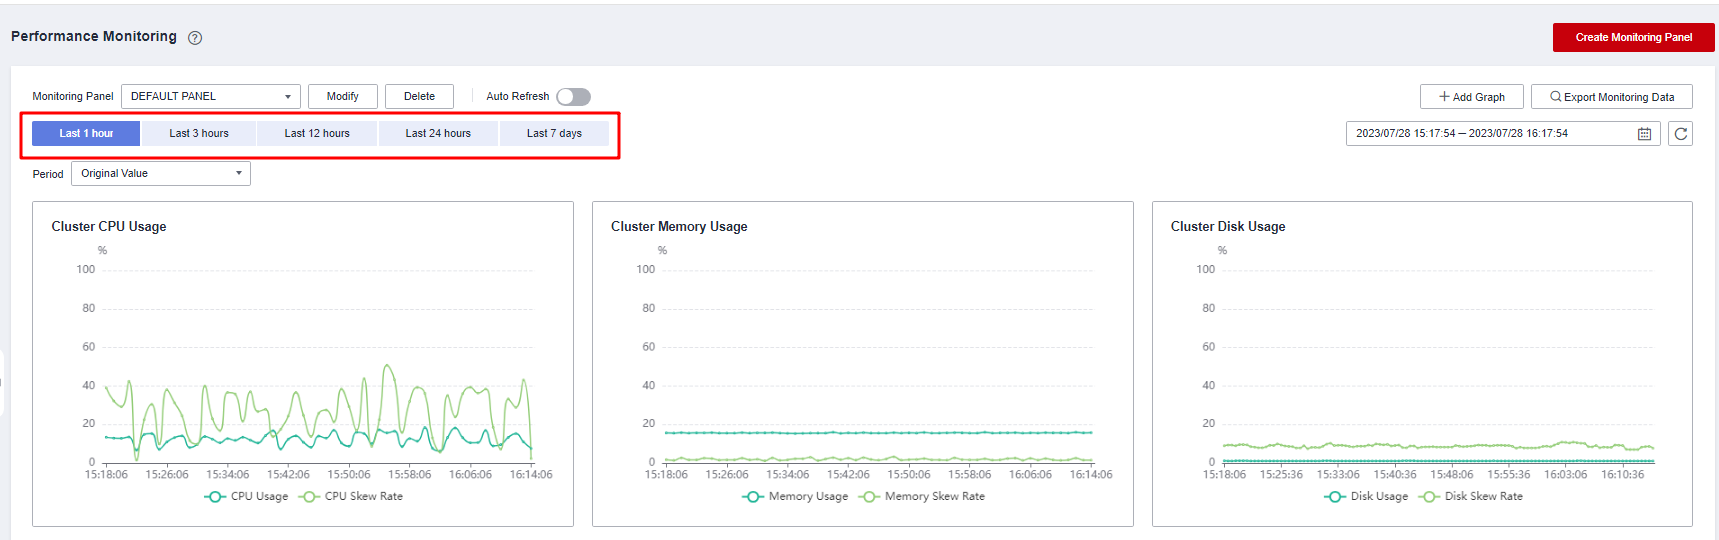 Performance Monitoring ?
Create Monitoring Panel
Monitoring Panel DEFAULT PANEL Modify Delete Auto Refresh + Add Graph Export Monitoring Data
Last 1 hour Last 3 hours Last 12 hours Last 24 hours Last 7 days 2023/07/28 15:17:54 — 2023/07/28 16:17:54
Period Original Value
Cluster CPU Usage
%
100
80
60
40
20
0
15:18:06 15:26:06 15:34:06 15:42:06 15:50:06 15:58:06 16:06:06 16:14:06
CPU Usage CPU Skew Rate
Cluster Memory Usage
%
100
80
60
40
20
0
15:18:06 15:26:06 15:34:06 15:42:06 15:50:06 15:58:06 16:06:06 16:14:06
Memory Usage Memory Skew Rate
Cluster Disk Usage
%
100
80
60
40
20
0
15:18:06 15:25:36 15:33:06 15:40:36 15:48:06 15:55:36 16:03:06 16:10:36
Disk Usage Disk Skew Rate